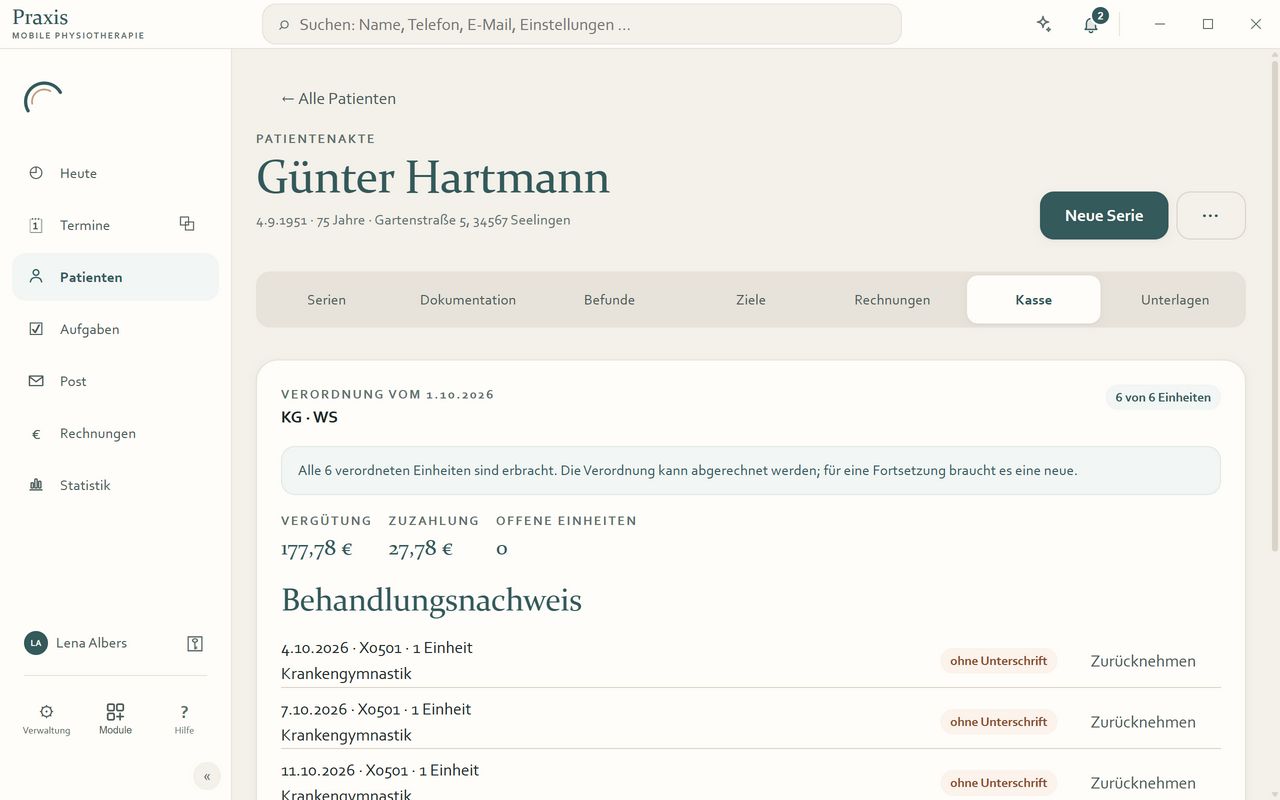 Praxis
MOBILE PHYSIOTHERAPIE
Suchen: Name, Telefon, E-Mail, Einstellungen ...
2
← Alle Patienten
PATIENTENAKTE
Günter Hartmann
4.9.1951 · 75 Jahre · Gartenstraße 5, 34567 Seelingen
Neue Serie
...
Heute
1 Termine
Patienten
Aufgaben
Post
€ Rechnungen
Statistik
LA Lena Albers
Verwaltung
Module
? Hilfe
«
Serien
Dokumentation
Befunde
Ziele
Rechnungen
Kasse
Unterlagen
VERORDNUNG VOM 1.10.2026
6 von 6 Einheiten
KG · WS
Alle 6 verordneten Einheiten sind erbracht. Die Verordnung kann abgerechnet werden; für eine Fortsetzung braucht es eine neue.
VERGÜTUNG ZUZAHLUNG OFFENE EINHEITEN
177,78 € 27,78 € 0
Behandlungsnachweis
4.10.2026 · X0501 · 1 Einheit
Krankengymnastik
ohne Unterschrift
Zurücknehmen
7.10.2026 · X0501 · 1 Einheit
Krankengymnastik
ohne Unterschrift
Zurücknehmen
11.10.2026 · X0501 · 1 Einheit
Krankengymnastik
ohne Unterschrift
Zurücknehmen